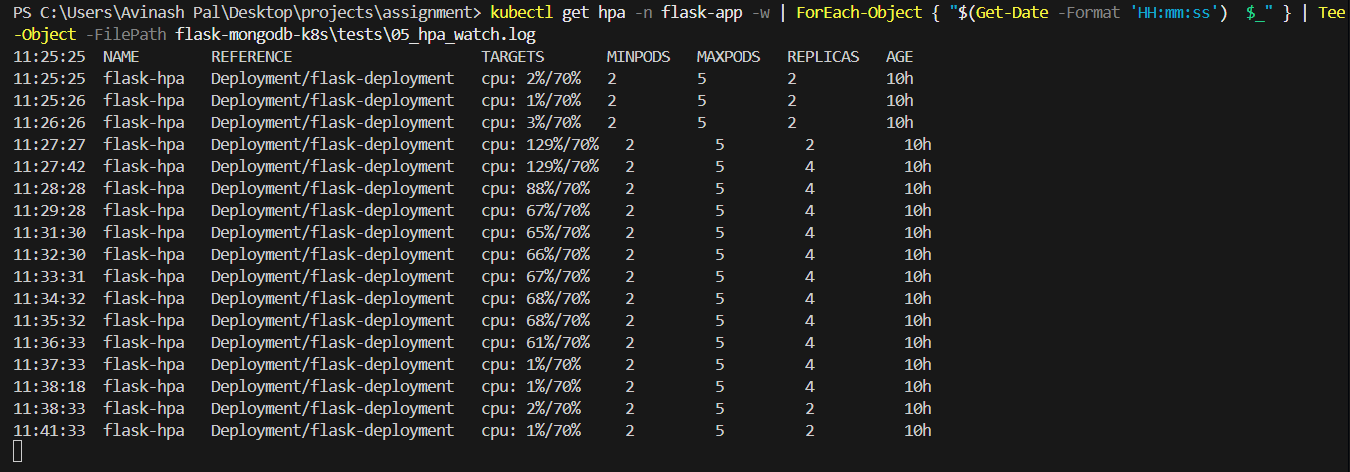 PS C:\Users\Avinash Pal\Desktop\projects\assignment> kubectl get hpa -n flask-app -w | ForEach-Object { "$(Get-Date -Format 'HH:mm:ss')  $_" } | Tee
-Object -FilePath flask-mongodb-k8s\tests\05_hpa_watch.log
11:25:25  NAME        REFERENCE                     TARGETS       MINPODS   MAXPODS   REPLICAS   AGE
11:25:25  flask-hpa   Deployment/flask-deployment   cpu: 2%/70%   2         5         2          10h
11:25:26  flask-hpa   Deployment/flask-deployment   cpu: 1%/70%   2         5         2          10h
11:26:26  flask-hpa   Deployment/flask-deployment   cpu: 3%/70%   2         5         2          10h
11:27:27  flask-hpa   Deployment/flask-deployment   cpu: 129%/70%   2         5         2          10h
11:27:42  flask-hpa   Deployment/flask-deployment   cpu: 129%/70%   2         5         4          10h
11:28:28  flask-hpa   Deployment/flask-deployment   cpu: 88%/70%    2         5         4          10h
11:29:28  flask-hpa   Deployment/flask-deployment   cpu: 67%/70%    2         5         4          10h
11:31:30  flask-hpa   Deployment/flask-deployment   cpu: 65%/70%    2         5         4          10h
11:32:30  flask-hpa   Deployment/flask-deployment   cpu: 66%/70%    2         5         4          10h
11:33:31  flask-hpa   Deployment/flask-deployment   cpu: 67%/70%    2         5         4          10h
11:34:32  flask-hpa   Deployment/flask-deployment   cpu: 68%/70%    2         5         4          10h
11:35:32  flask-hpa   Deployment/flask-deployment   cpu: 68%/70%    2         5         4          10h
11:36:33  flask-hpa   Deployment/flask-deployment   cpu: 61%/70%    2         5         4          10h
11:37:33  flask-hpa   Deployment/flask-deployment   cpu: 1%/70%     2         5         4          10h
11:38:18  flask-hpa   Deployment/flask-deployment   cpu: 1%/70%     2         5         4          10h
11:38:33  flask-hpa   Deployment/flask-deployment   cpu: 2%/70%     2         5         2          10h
11:41:33  flask-hpa   Deployment/flask-deployment   cpu: 1%/70%     2         5         2          10h